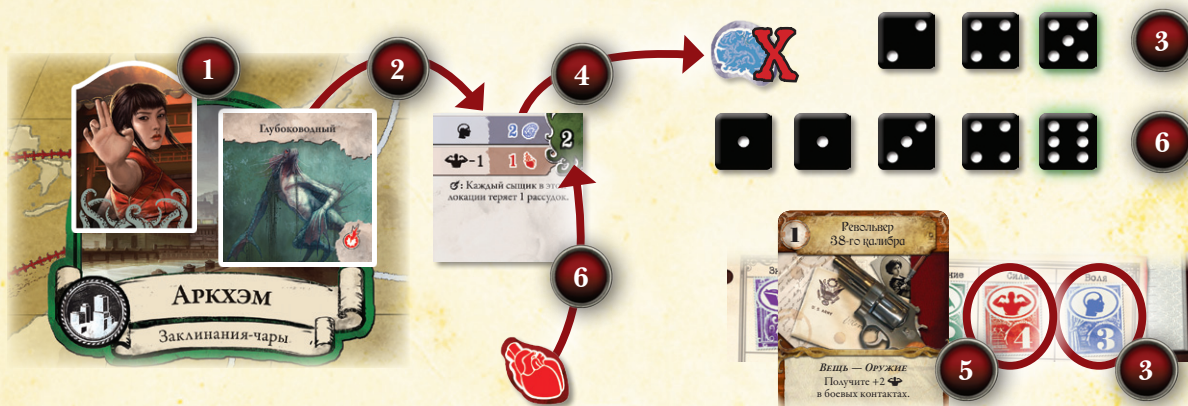 1
2
4
X
3
6
Глубоководный
2
2
-1
1
Каждый сыщик в этой
локации теряет 1 рассудок.
6
Аркхэм
Заклинания-чары
1
Револьвер
38-го калибра
Вещь — Оружие
Получите +2
в боевых контактах.
Сила
Воля
4
3
5
3